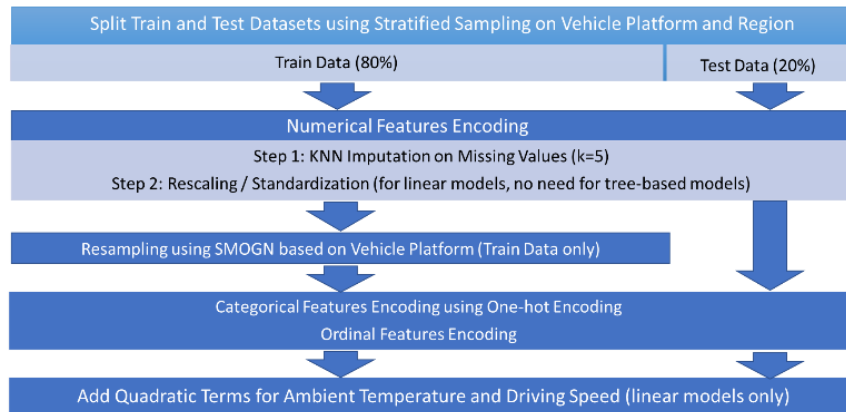 Split Train and Test Datasets using Stratified Sampling on Vehicle Platform and Region
Train Data (80%)
Test Data (20%)
Numerical Features Encoding
Step 1: KNN Imputation on Missing Values (k=5)
Step 2: Rescaling / Standardization (for linear models, no need for tree-based models)
Resampling using SMOGN based on Vehicle Platform (Train Data only)
Categorical Features Encoding using One-hot Encoding
Ordinal Features Encoding
Add Quadratic Terms for Ambient Temperature and Driving Speed (linear models only)